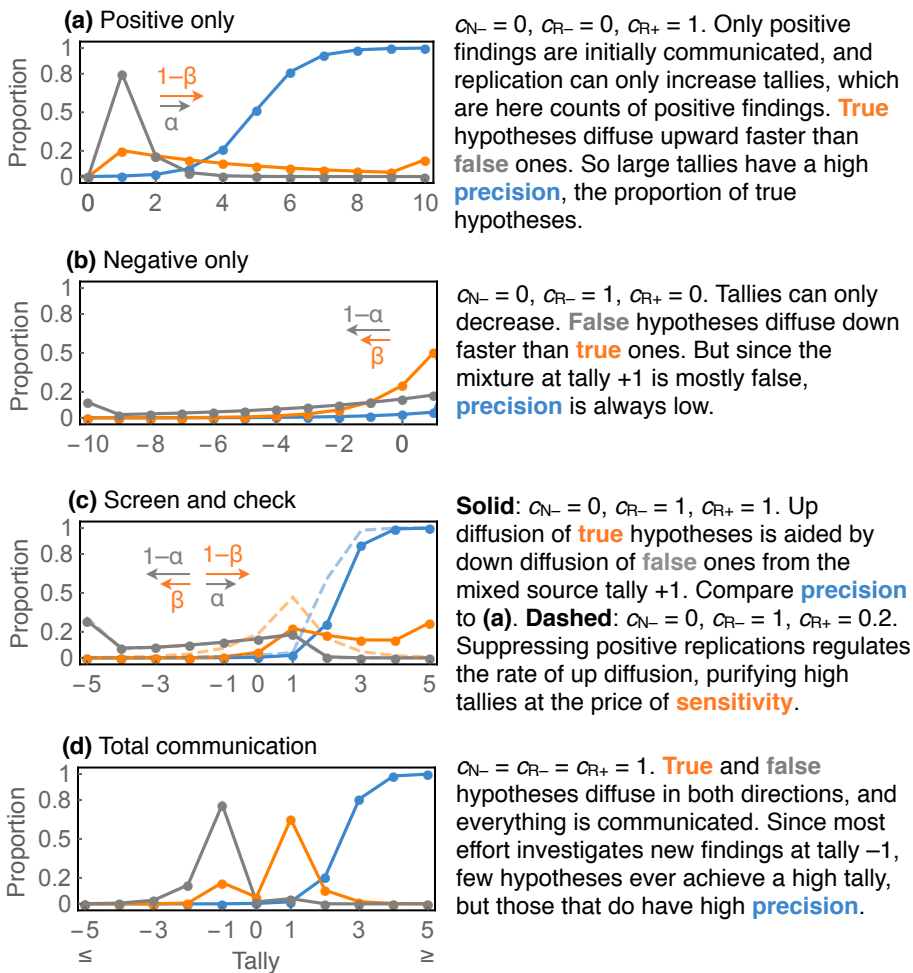 (a) Positive only
Proportion
1
0.8
0.5
0.2
0
1–β
α
0 2 4 6 8 10
c_N– = 0, c_R– = 0, c_R+ = 1. Only positive
findings are initially communicated, and
replication can only increase tallies, which
are here counts of positive findings. True
hypotheses diffuse upward faster than
false ones. So large tallies have a high
precision, the proportion of true
hypotheses.
(b) Negative only
Proportion
1
0.8
0.5
0.2
0
1–α
β
−10 −8 −6 −4 −2 0
c_N– = 0, c_R– = 1, c_R+ = 0. Tallies can only
decrease. False hypotheses diffuse down
faster than true ones. But since the
mixture at tally +1 is mostly false,
precision is always low.
(c) Screen and check
Proportion
1
0.8
0.5
0.2
0
1–α 1–β
β α
−5 −3 −1 0 1 3 5
Solid: c_N– = 0, c_R– = 1, c_R+ = 1. Up
diffusion of true hypotheses is aided by
down diffusion of false ones from the
mixed source tally +1. Compare precision
to (a). Dashed: c_N– = 0, c_R– = 1, c_R+ = 0.2.
Suppressing positive replications regulates
the rate of up diffusion, purifying high
tallies at the price of sensitivity.
(d) Total communication
Proportion
1
0.8
0.5
0.2
0
−5 −3 −1 0 1 3 5
≤ Tally ≥
c_N– = c_R– = c_R+ = 1. True and false
hypotheses diffuse in both directions, and
everything is communicated. Since most
effort investigates new findings at tally –1,
few hypotheses ever achieve a high tally,
but those that do have high precision.